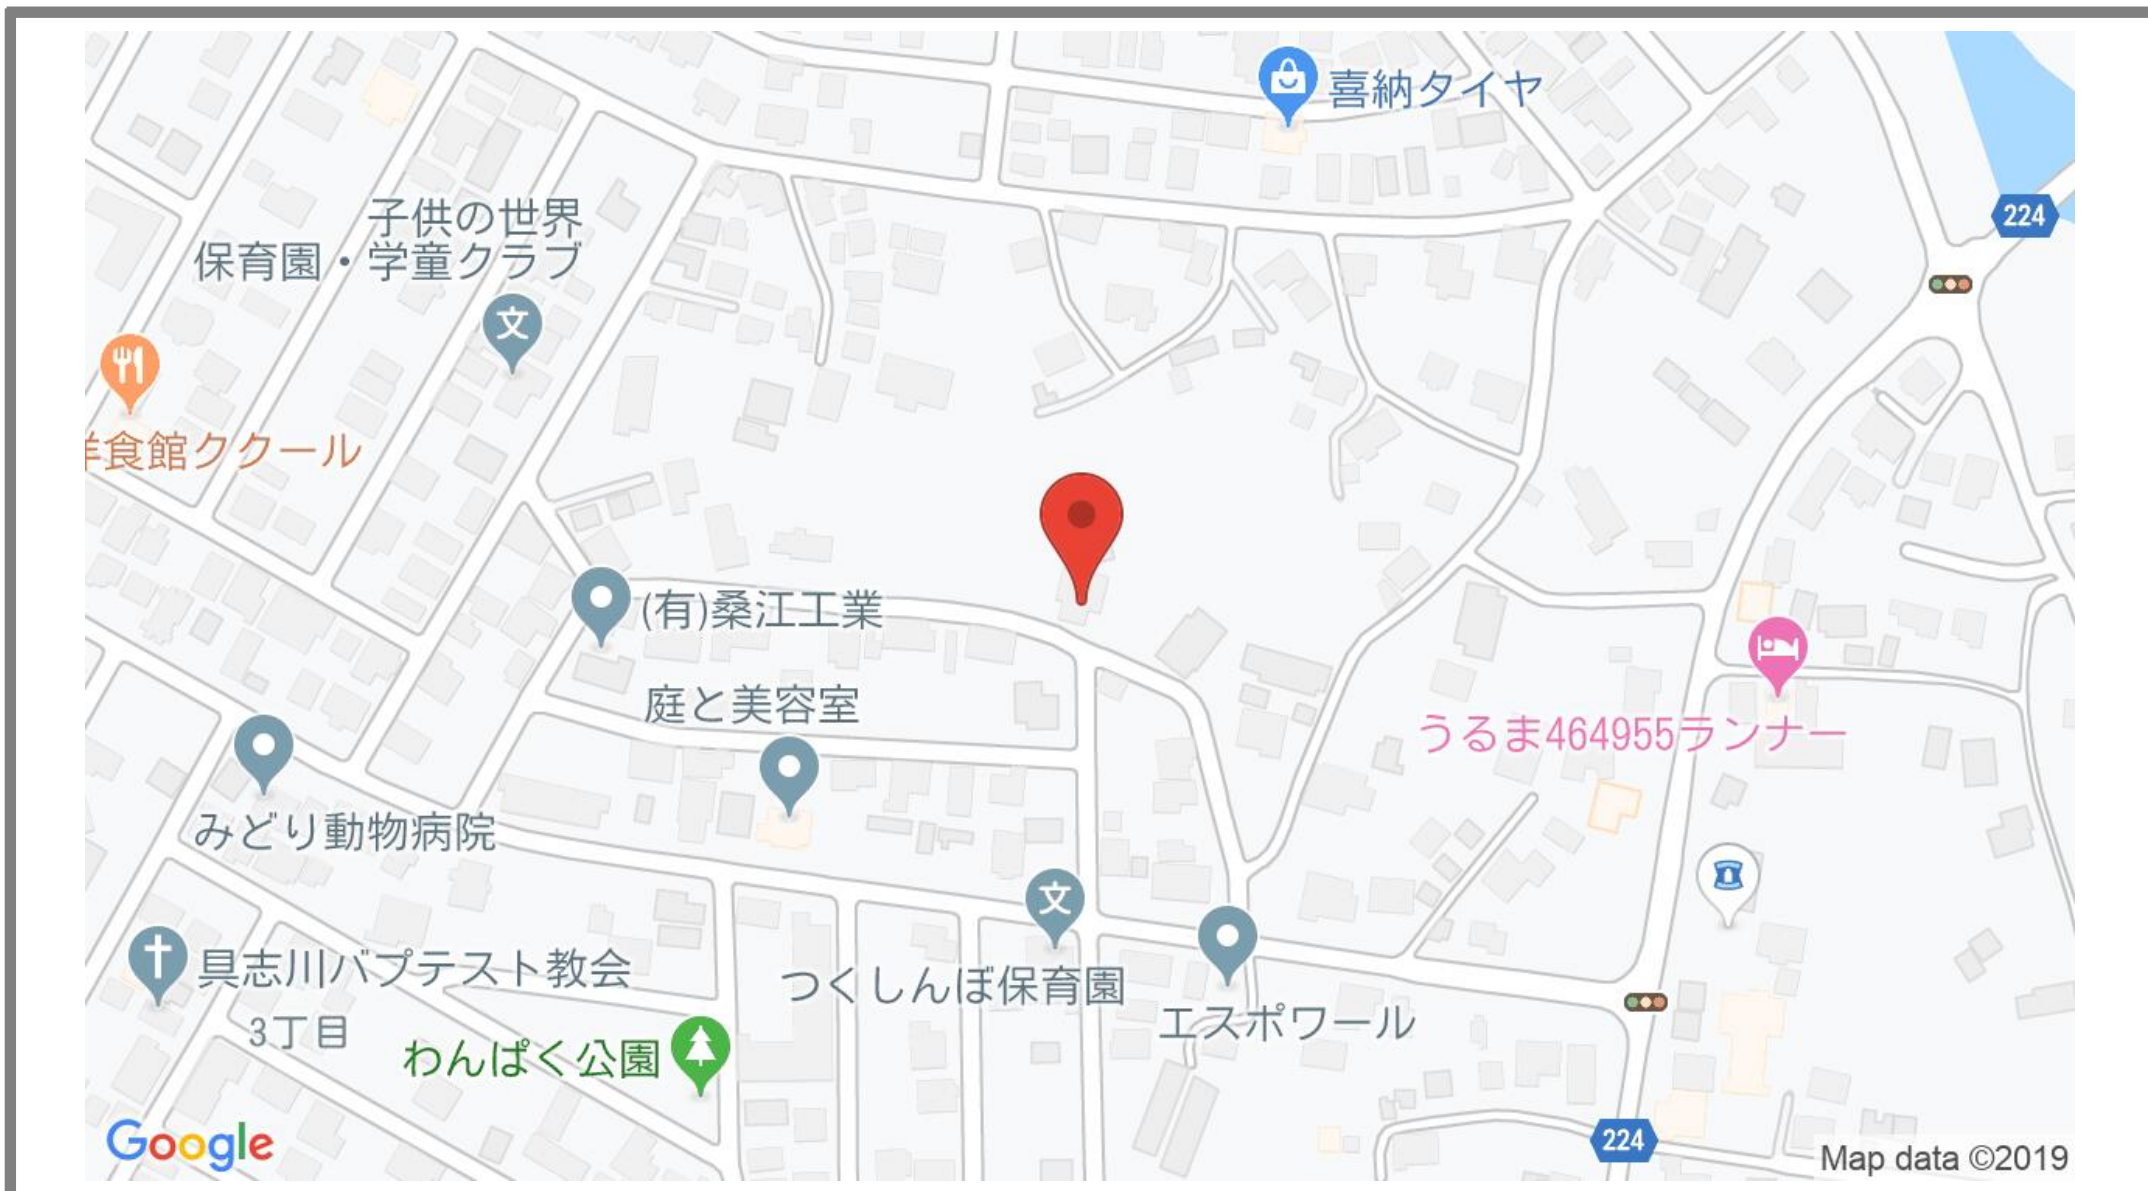 喜納タイヤ
224
子供の世界
保育園・学童クラブ
文
食館ククール
(有)桑江工業
庭と美容室
うるま464955ランナー
みどり動物病院
文
具志川バプテスト教会
つくしんぼ保育園
エスポワール
3丁目
わんぱく公園
Google
224
Map data ©2019